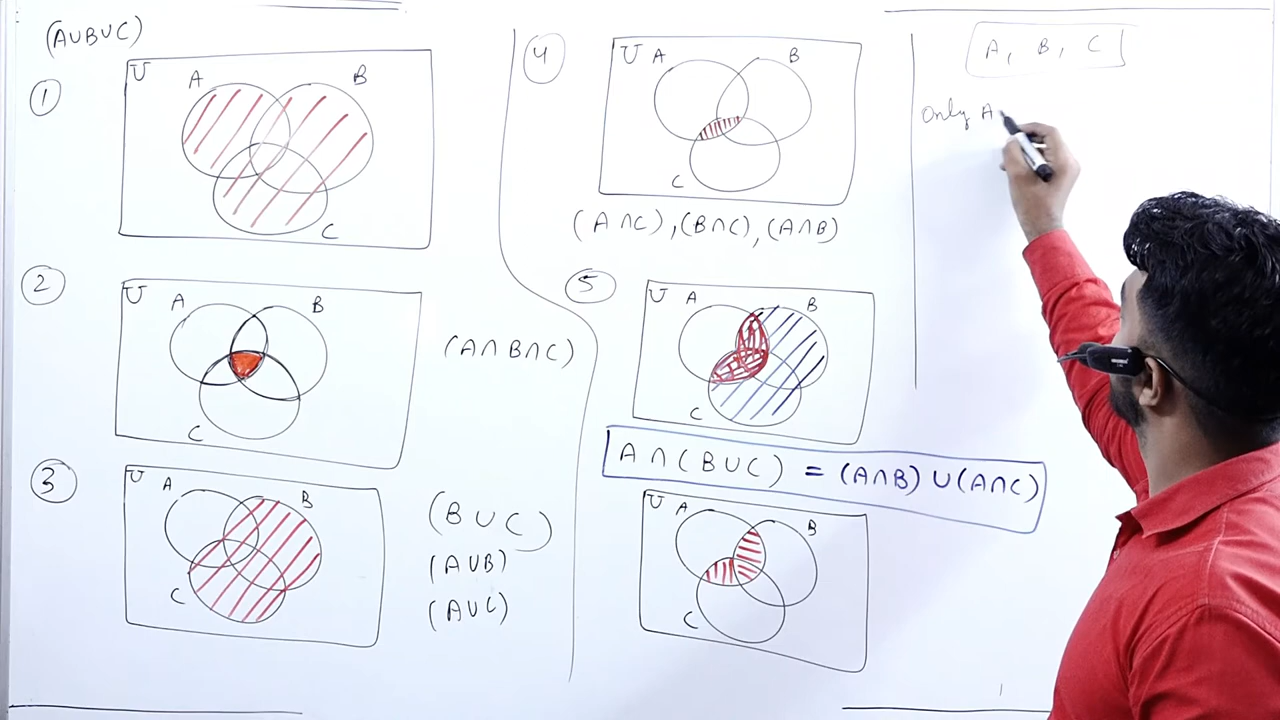 (A∪B∪C)
1
U A B C
2
U A B C
(A∩B∩C)
3
U A B C
(B∪C)
(A∪B)
(A∪C)
4
U A B C
(A∩C),(B∩C),(A∩B)
5
U A B C
A∩(B∪C) = (A∩B)∪(A∩C)
U A B C
A, B, C
Only A